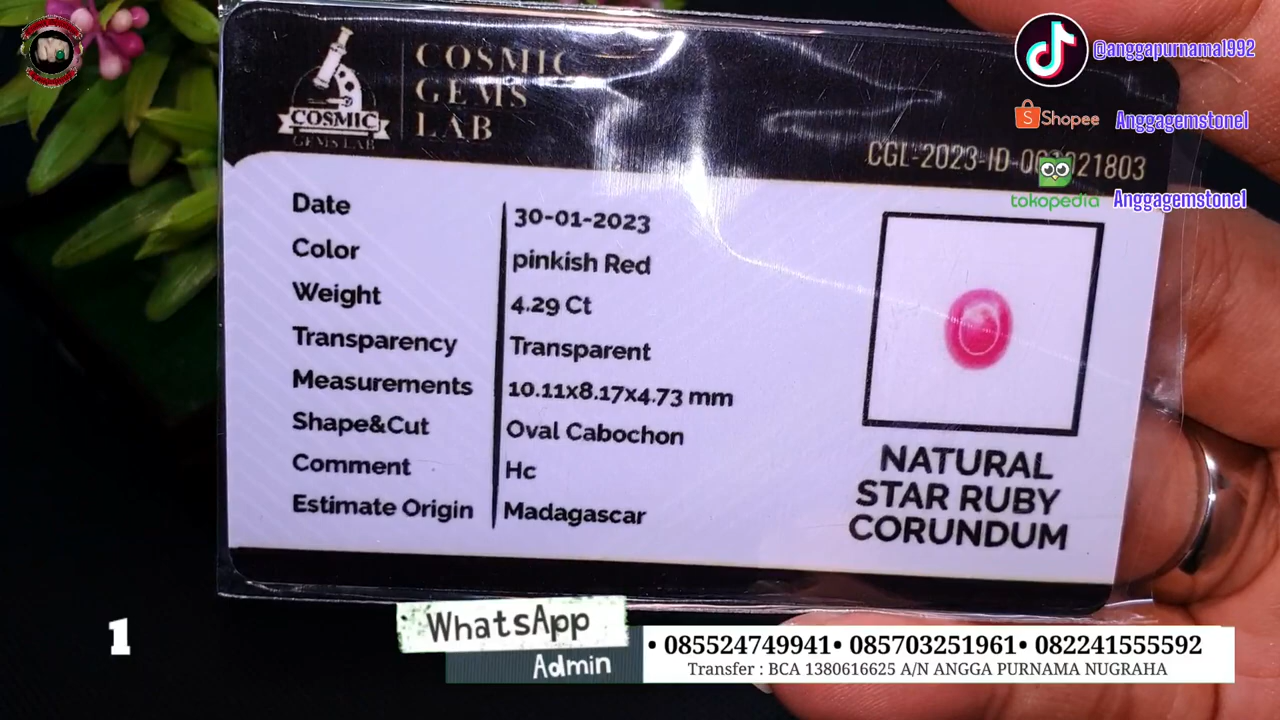 COSMIC
GEMS
LAB
COSMIC
GEMS LAB
@anggapurnama1992
Shopee Anggagemstonel
tokopedia Anggagemstonel
Date 30-01-2023
Color pinkish Red
Weight 4.29 Ct
Transparency Transparent
Measurements 10.11x8.17x4.73 mm
Shape&Cut Oval Cabochon
Comment Hc
Estimate Origin Madagascar
NATURAL
STAR RUBY
CORUNDUM
1
WhatsApp
Admin
• 085524749941• 085703251961• 082241555592
Transfer : BCA 1380616625 A/N ANGGA PURNAMA NUGRAHA